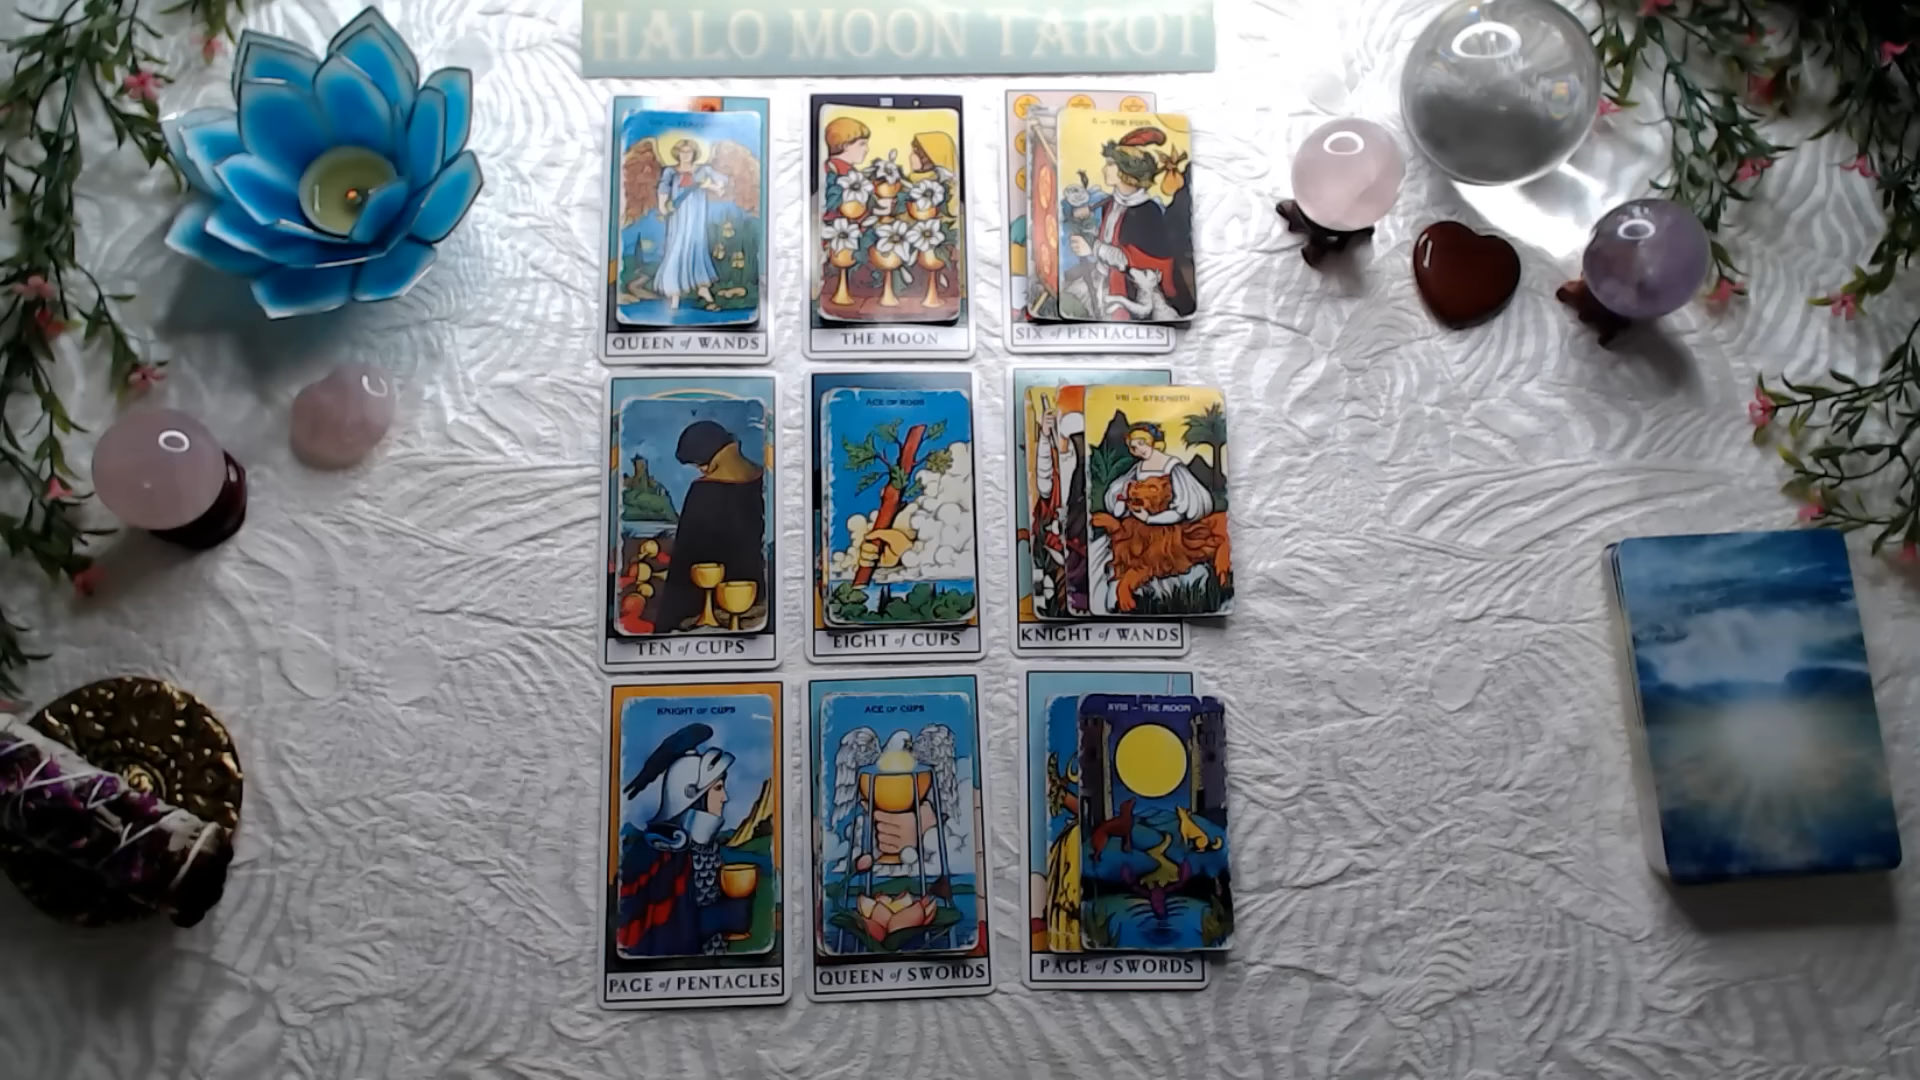 HALO MOON TAROT
QUEEN of WANDS
VI
THE MOON
0 — THE FOOL
SIX of PENTACLES
V
TEN of CUPS
ACE OF RODS
EIGHT of CUPS
VIII — STRENGTH
KNIGHT of WANDS
KNIGHT OF CUPS
PAGE of PENTACLES
ACE OF CUPS
QUEEN of SWORDS
XVIII — THE MOON
PAGE of SWORDS